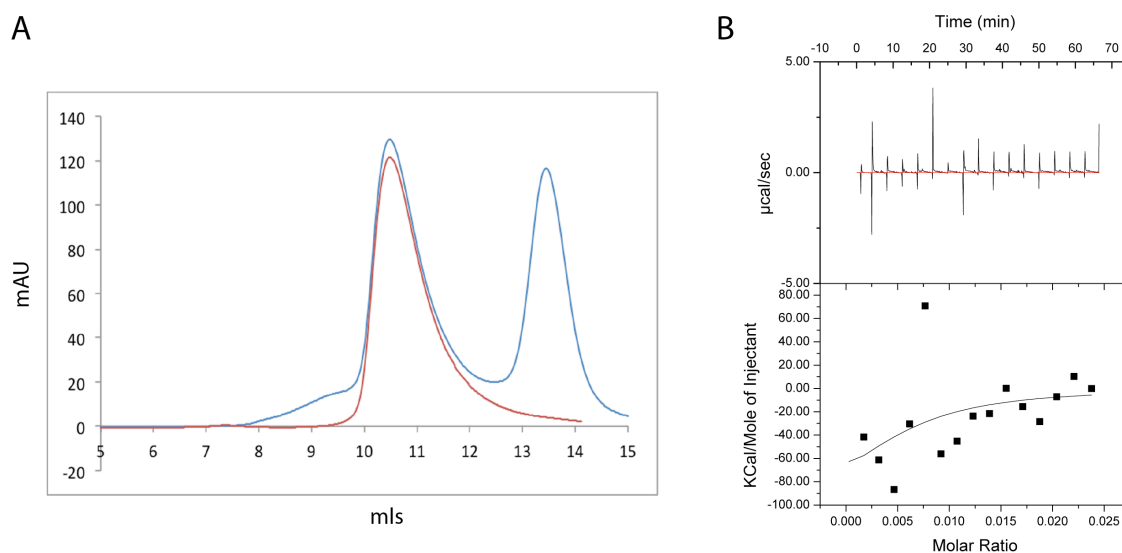 A
140
120
100
80
60
40
20
0
-20
5 6 7 8 9 10 11 12 13 14 15
mAU
mls
B
Time (min)
-10 0 10 20 30 40 50 60 70
5.00
0.00
-5.00
µcal/sec
80.00
60.00
40.00
20.00
0.00
-20.00
-40.00
-60.00
-80.00
-100.00
KCal/Mole of Injectant
0.000 0.005 0.010 0.015 0.020 0.025
Molar Ratio